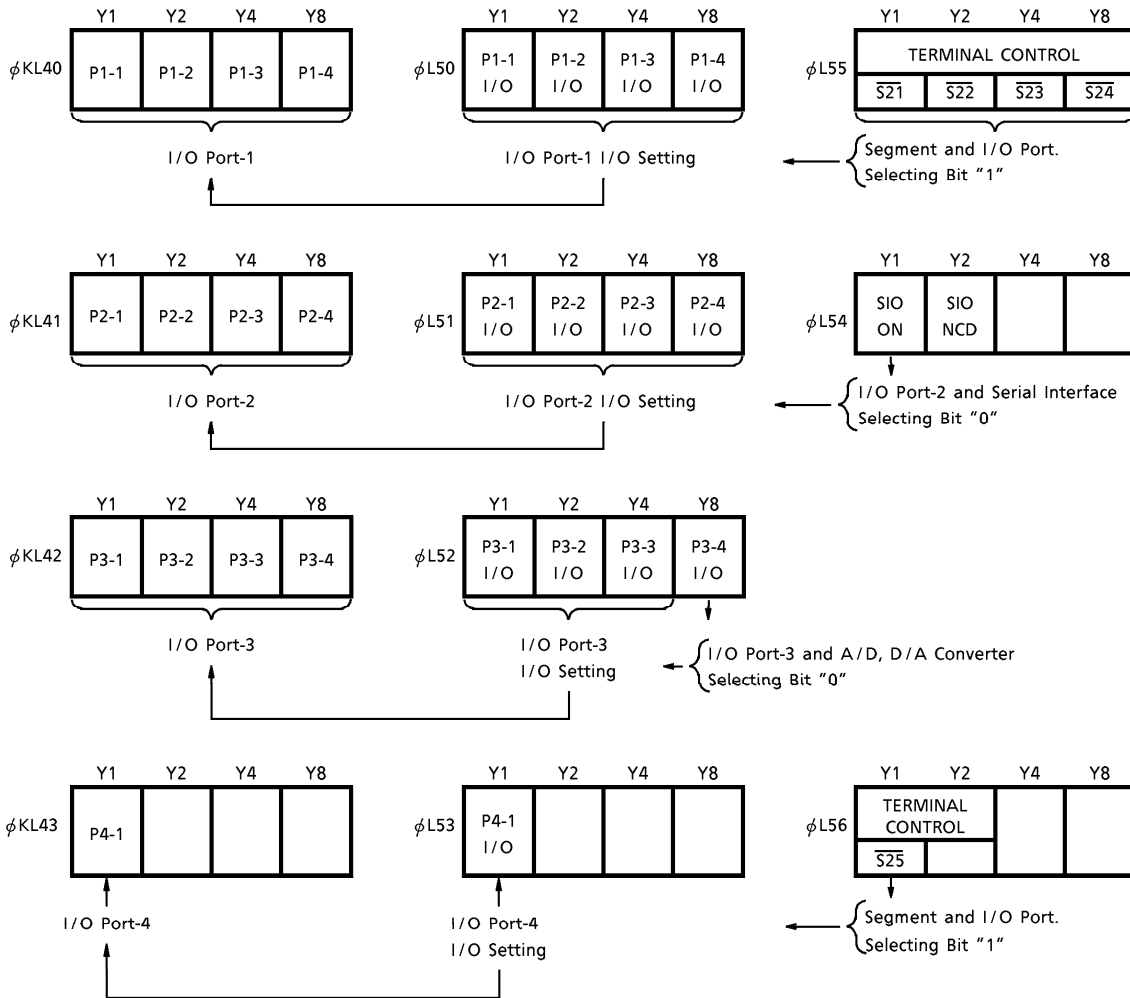 Y1 Y2 Y4 Y8 Y1 Y2 Y4 Y8 Y1 Y2 Y4 Y8
φKL40 P1-1 P1-2 P1-3 P1-4
φL50 P1-1 P1-2 P1-3 P1-4
I/O I/O I/O I/O
φL55 TERMINAL CONTROL
S21 S22 S23 S24
I/O Port-1
I/O Port-1 I/O Setting
Segment and I/O Port.
Selecting Bit "1"
Y1 Y2 Y4 Y8 Y1 Y2 Y4 Y8 Y1 Y2 Y4 Y8
φKL41 P2-1 P2-2 P2-3 P2-4
φL51 P2-1 P2-2 P2-3 P2-4
I/O I/O I/O I/O
φL54 SIO SIO
ON NCD
I/O Port-2
I/O Port-2 I/O Setting
I/O Port-2 and Serial Interface
Selecting Bit "0"
Y1 Y2 Y4 Y8 Y1 Y2 Y4 Y8
φKL42 P3-1 P3-2 P3-3 P3-4
φL52 P3-1 P3-2 P3-3 P3-4
I/O I/O I/O I/O
I/O Port-3
I/O Port-3
I/O Setting
I/O Port-3 and A/D, D/A Converter
Selecting Bit "0"
Y1 Y2 Y4 Y8 Y1 Y2 Y4 Y8 Y1 Y2 Y4 Y8
φKL43 P4-1
φL53 P4-1
I/O
φL56 TERMINAL
CONTROL
S25
I/O Port-4
I/O Port-4
I/O Setting
Segment and I/O Port.
Selecting Bit "1"